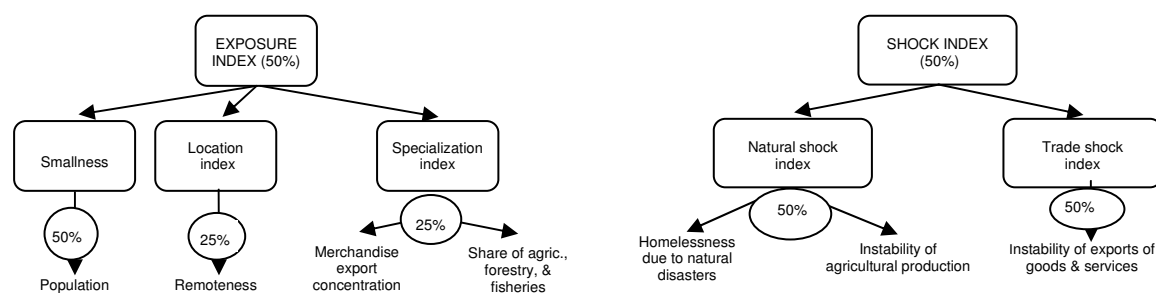 EXPOSURE
INDEX (50%)
Smallness
Location
index
Specialization
index
50%
25%
25%
Population
Remoteness
Merchandise
export
concentration
Share of agric.,
forestry, &
fisheries
SHOCK INDEX
(50%)
Natural shock
index
Trade shock
index
50%
50%
Homelessness
due to natural
disasters
Instability of
agricultural production
Instability of exports of
goods & services